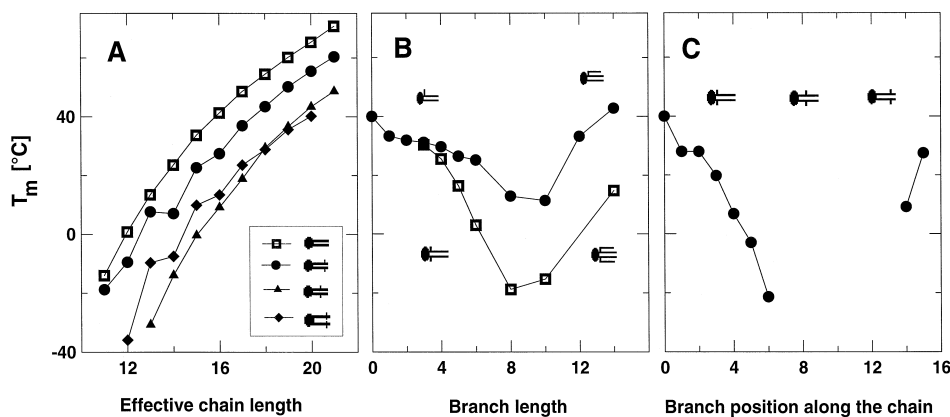 A
B
C
T_m [°C]
40
0
-40
12
16
20
0
4
8
12
0
4
8
12
16
Effective chain length
Branch length
Branch position along the chain